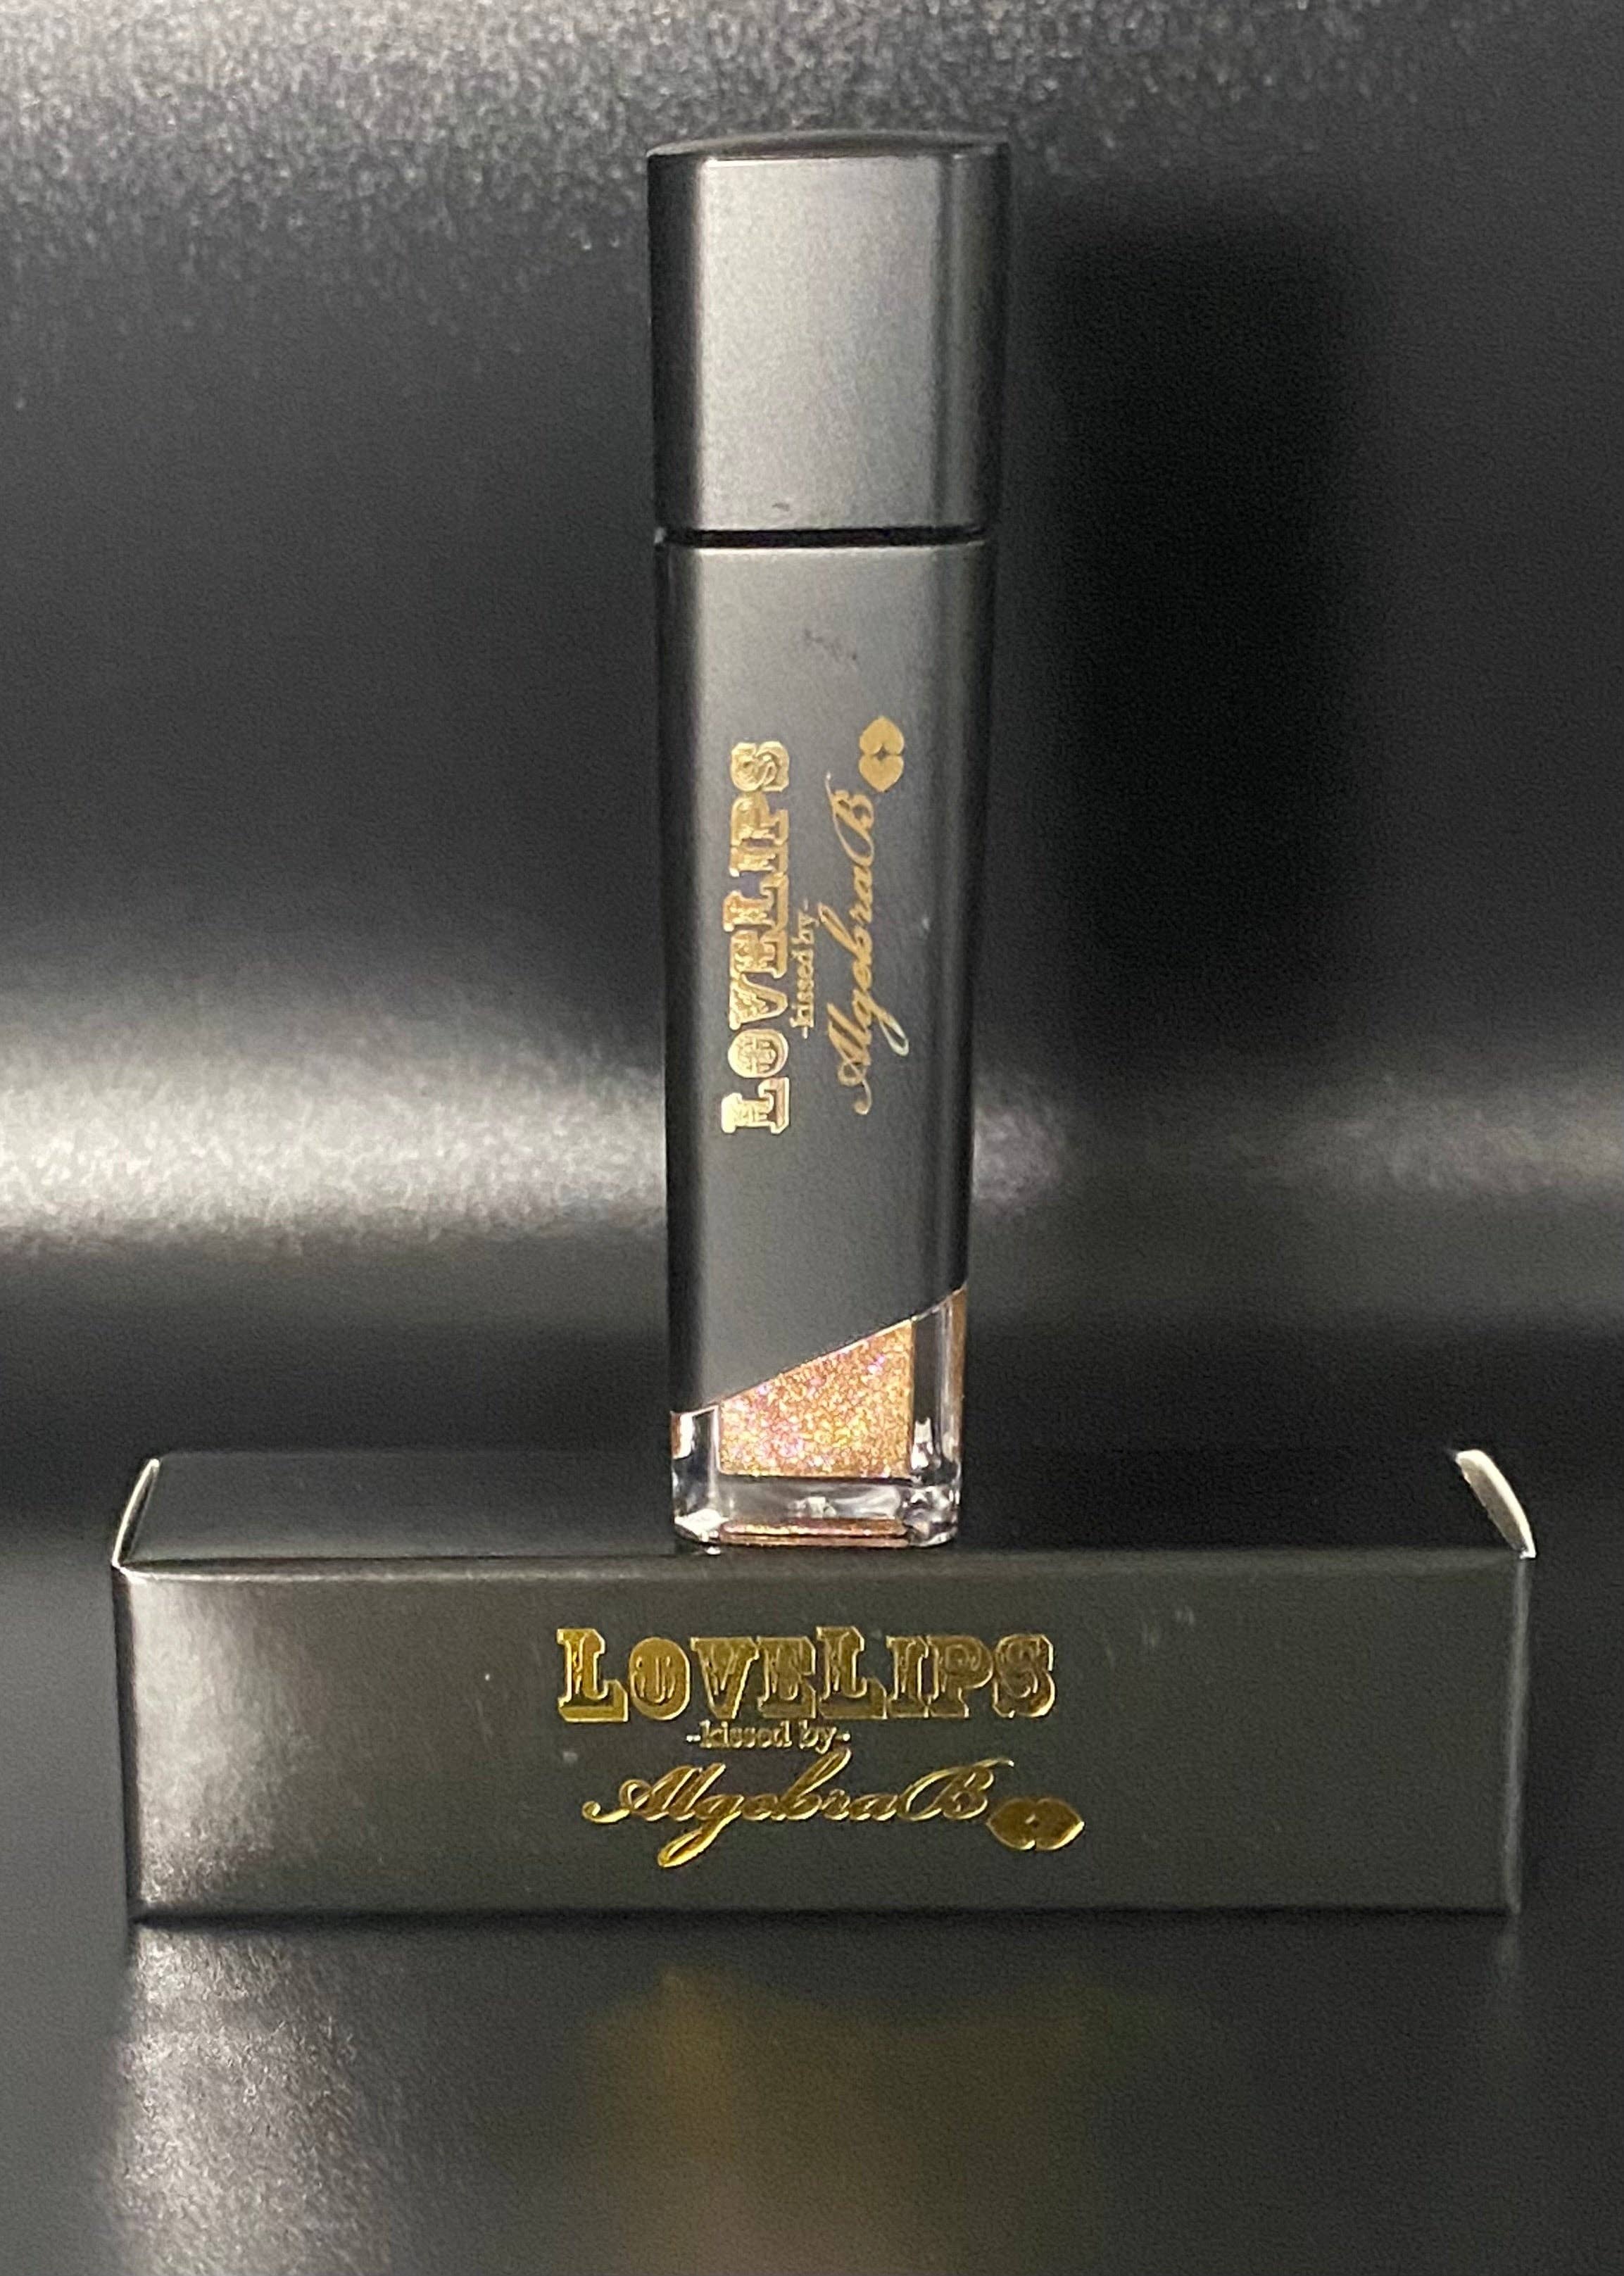 LOVELIPS
-kissed by-
AlgebraB
LOVELIPS
-kissed by-
AlgebraB